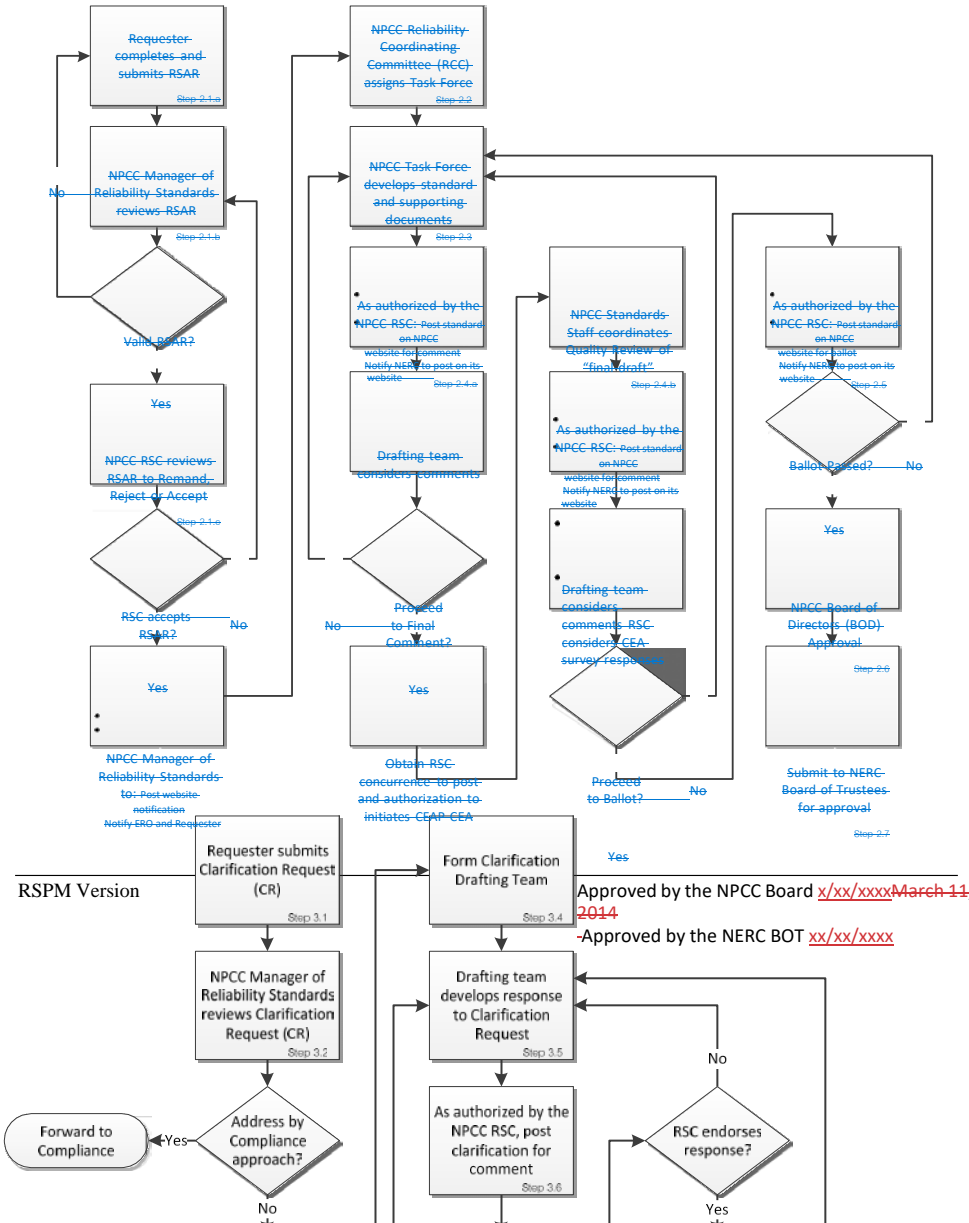 Requester
completes and
submits RSAR
Step 2.1.a
NPCC Manager of
Reliability Standards
reviews RSAR
No
Step 2.1.b
Valid RSAR?
Yes
NPCC RSC reviews
RSAR to Remand,
Reject or Accept
Step 2.1.c
RSC accepts
RSAR?
No
Yes
NPCC Manager of
Reliability Standards
to: Post website
notification
Notify ERO and Requester
NPCC Reliability
Coordinating
Committee (RCC)
assigns Task Force
Step 2.2
NPCC Task Force
develops standard
and supporting
documents
Step 2.3
As authorized by the
NPCC RSC: Post standard
on NPCC
website for comment
Notify NERC to post on its
website
Step 2.4.a
Drafting team
considers comments
Proceed
to Final
Comment?
No
Yes
Obtain RSC
concurrence to post
and authorization to
initiates CEAP CEA
NPCC Standards
Staff coordinates
Quality Review of
“final draft”
Step 2.4.b
As authorized by the
NPCC RSC: Post standard
on NPCC
website for comment
Notify NERC to post on its
website
Drafting team
considers
comments RSC
considers CEA
survey responses
Proceed
to Ballot?
No
Yes
As authorized by the
NPCC RSC: Post standard
on NPCC
website for ballot
Notify NERC to post on its
website
Step 2.5
Ballot Passed?
No
Yes
NPCC Board of
Directors (BOD)
Approval
Step 2.6
Submit to NERC
Board of Trustees
for approval
Step 2.7
RSPM Version
Approved by the NPCC Board x/xx/xxxxMarch 11
2014
-Approved by the NERC BOT xx/xx/xxxx
Requester submits
Clarification Request
(CR)
Step 3.1
NPCC Manager of
Reliability Standards
reviews Clarification
Request (CR)
Step 3.2
Address by
Compliance
approach?
Yes
Forward to
Compliance
No
Form Clarification
Drafting Team
Step 3.4
Drafting team
develops response
to Clarification
Request
Step 3.5
As authorized by the
NPCC RSC, post
clarification for
comment
Step 3.6
No
RSC endorses
response?
Yes